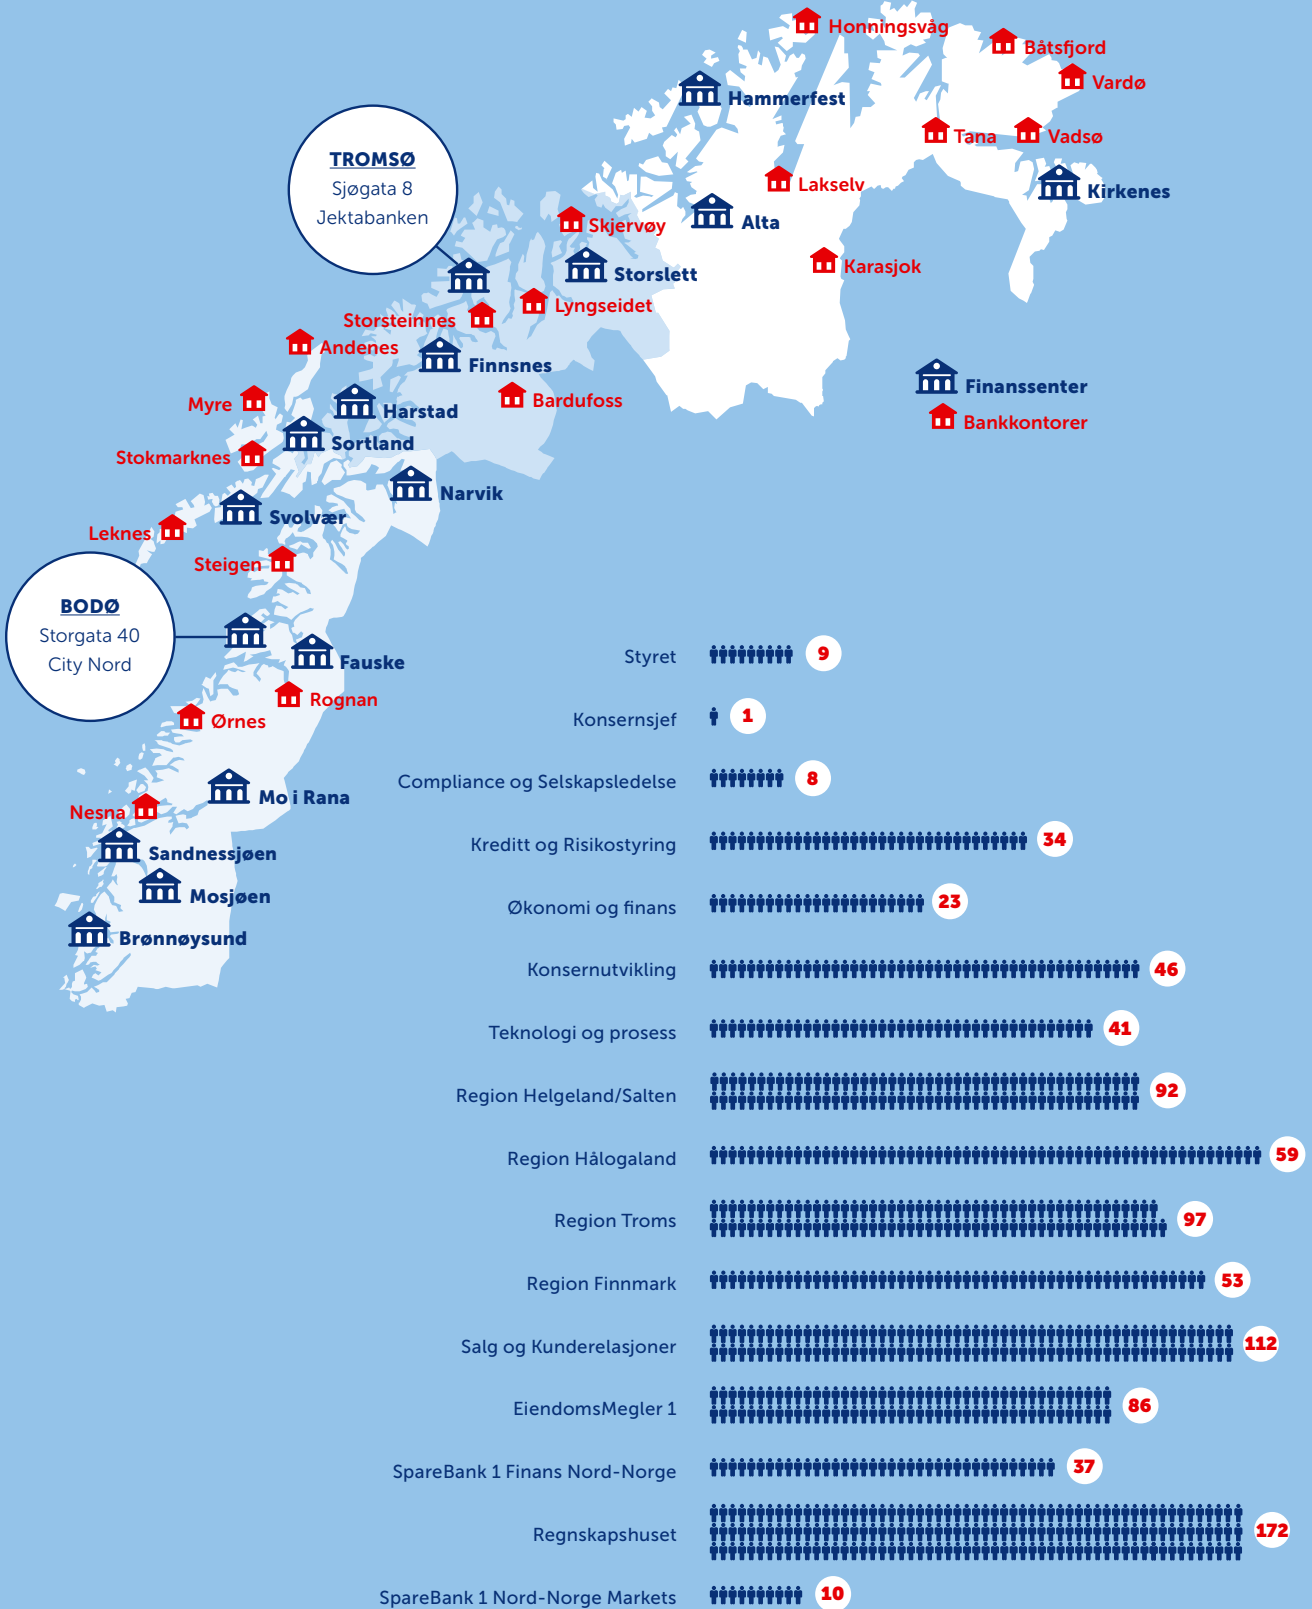 Honningsvåg
Båtsfjord
Vardø
Hammerfest
Tana
Vadsø
TROMSØ
Sjøgata 8
Jektabanken
Lakselv
Kirkenes
Skjervøy
Alta
Storslett
Karasjok
Lyngseidet
Storsteinnes
Andenes
Finnsnes
Finanssenter
Myre
Bardufoss
Harstad
Bankkontorer
Sortland
Stokmarknes
Narvik
Svolvær
Leknes
Steigen
BODØ
Storgata 40
City Nord
Fauske
Rognan
Ørnes
Mo i Rana
Nesna
Sandnessjøen
Mosjøen
Brønnøysund
Styret 9
Konsernsjef 1
Compliance og Selskapsledelse 8
Kreditt og Risikostyring 34
Økonomi og finans 23
Konsernutvikling 46
Teknologi og prosess 41
Region Helgeland/Salten 92
Region Hålogaland 59
Region Troms 97
Region Finnmark 53
Salg og Kunderelasjoner 112
EiendomsMegler 1 86
SpareBank 1 Finans Nord-Norge 37
Regnskapshuset 172
SpareBank 1 Nord-Norge Markets 10